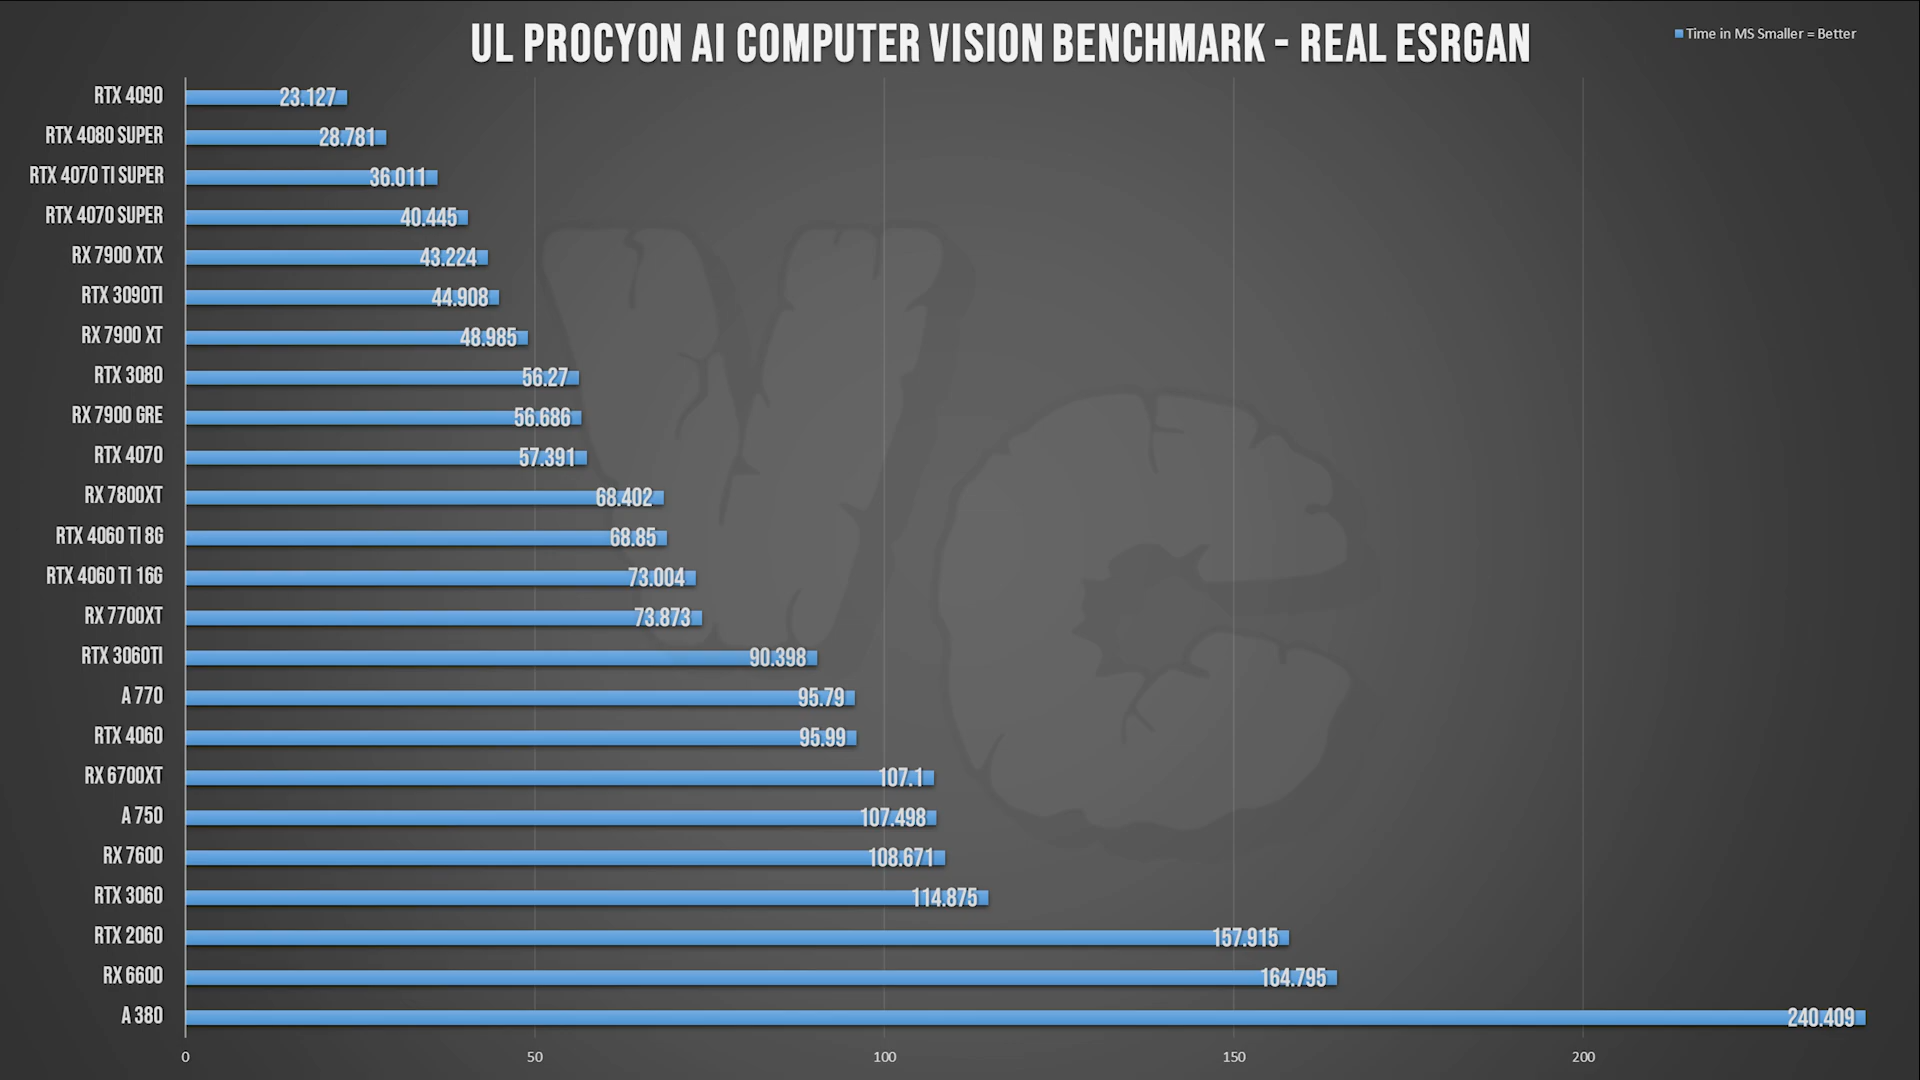 UL PROCYON AI COMPUTER VISION BENCHMARK - REAL ESRGAN
Time in MS Smaller = Better
RTX 4090 23.127
RTX 4080 SUPER 28.781
RTX 4070 TI SUPER 36.011
RTX 4070 SUPER 40.445
RX 7900 XTX 43.224
RTX 3090TI 44.908
RX 7900 XT 48.985
RTX 3080 56.27
RX 7900 GRE 56.686
RTX 4070 57.391
RX 7800XT 68.402
RTX 4060 TI 8G 68.85
RTX 4060 TI 16G 73.004
RX 7700XT 73.873
RTX 3060TI 90.398
A 770 95.79
RTX 4060 95.99
RX 6700XT 107.1
A 750 107.498
RX 7600 108.671
RTX 3060 114.875
RTX 2060 157.915
RX 6600 164.795
A 380 240.409
0 50 100 150 200
WC